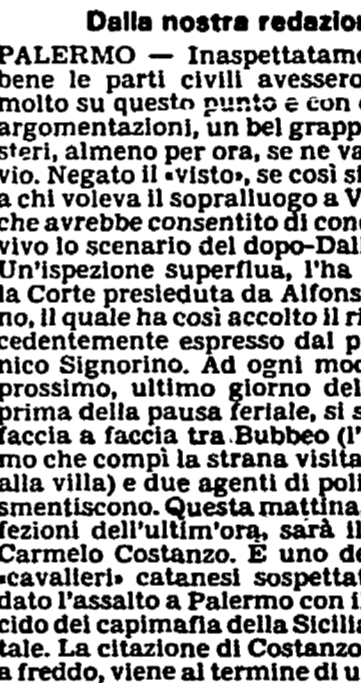 Dalla nostra redazion
PALERMO — Inaspettatame
bene le parti civili avessero
molto su questo punto e con
argomentazioni, un bel grapp
steri, almeno per ora, se ne va
vio. Negato il «visto», se così si
a chi voleva il sopralluogo a V
che avrebbe consentito di con
vivo lo scenario del dopo-Dal
Un'ispezione superflua, l'ha
la Corte presieduta da Alfons
no, il quale ha così accolto il ri
cedentemente espresso dal p
nico Signorino. Ad ogni mod
prossimo, ultimo giorno del
prima della pausa feriale, si s
faccia a faccia tra Bubbeo (l'
mo che compì la strana visita
alla villa) e due agenti di poli
smentiscono. Questa mattina
fezioni dell'ultim'ora, sarà il
Carmelo Costanzo. È uno de
«cavalieri» catanesi sospettat
dato l'assalto a Palermo con il
cido dei capimafia della Sicilia
tale. La citazione di Costanzo
a freddo, viene al termine di u